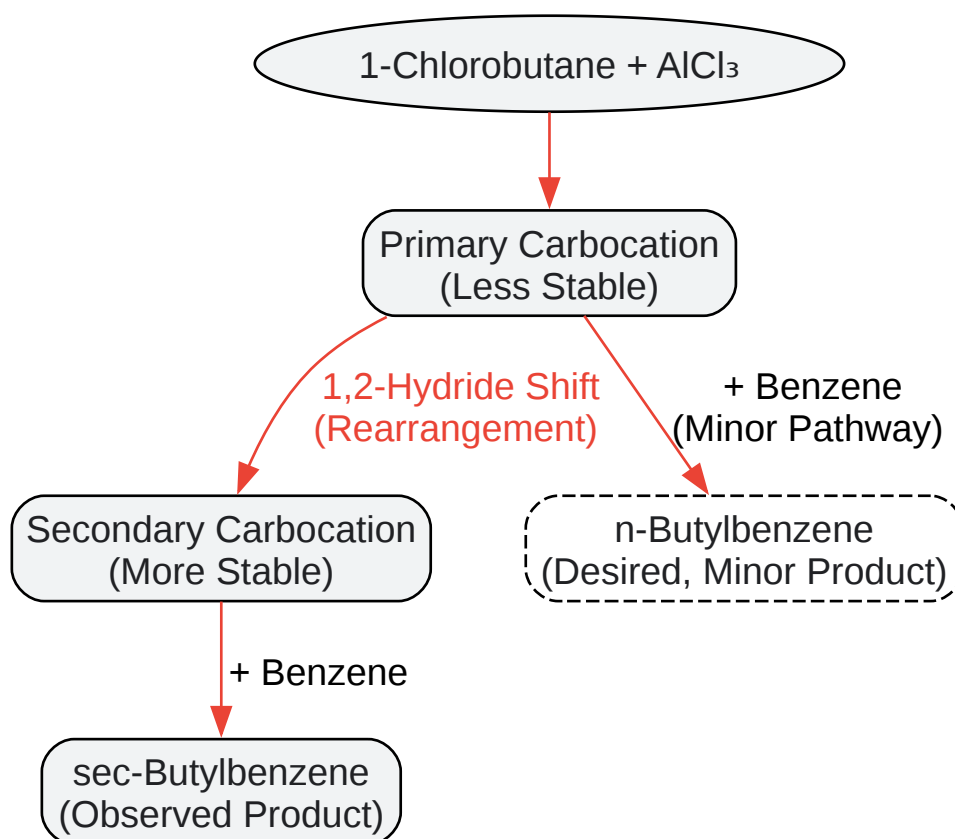 1-Chlorobutane + AlCl₃
Primary Carbocation
(Less Stable)
1,2-Hydride Shift
(Rearrangement)
+ Benzene
(Minor Pathway)
Secondary Carbocation
(More Stable)
n-Butylbenzene
(Desired, Minor Product)
+ Benzene
sec-Butylbenzene
(Observed Product)